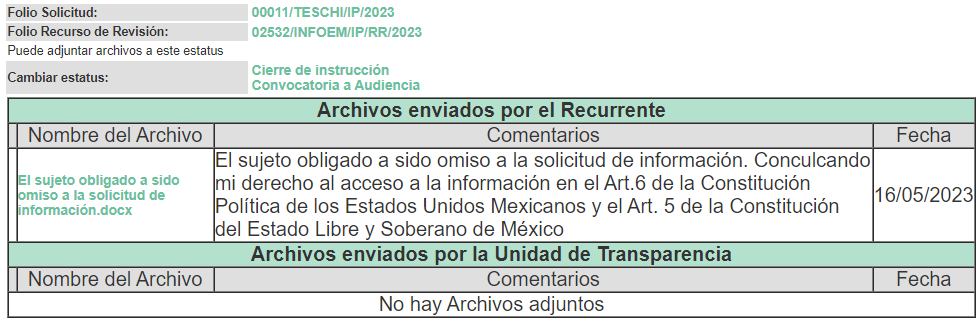 Folio Solicitud: 00011/TESCHI/IP/2023
Folio Recurso de Revisión: 02532/INFOEM/IP/RR/2023
Puede adjuntar archivos a este estatus
Cambiar estatus: Cierre de instrucción
Convocatoria a Audiencia
Archivos enviados por el Recurrente
Nombre del Archivo Comentarios Fecha
El sujeto obligado a sido
omiso a la solicitud de
información.docx
El sujeto obligado a sido omiso a la solicitud de información. Conculcando
mi derecho al acceso a la información en el Art.6 de la Constitución
Política de los Estados Unidos Mexicanos y el Art. 5 de la Constitución
del Estado Libre y Soberano de México
16/05/2023
Archivos enviados por la Unidad de Transparencia
Nombre del Archivo Comentarios Fecha
No hay Archivos adjuntos